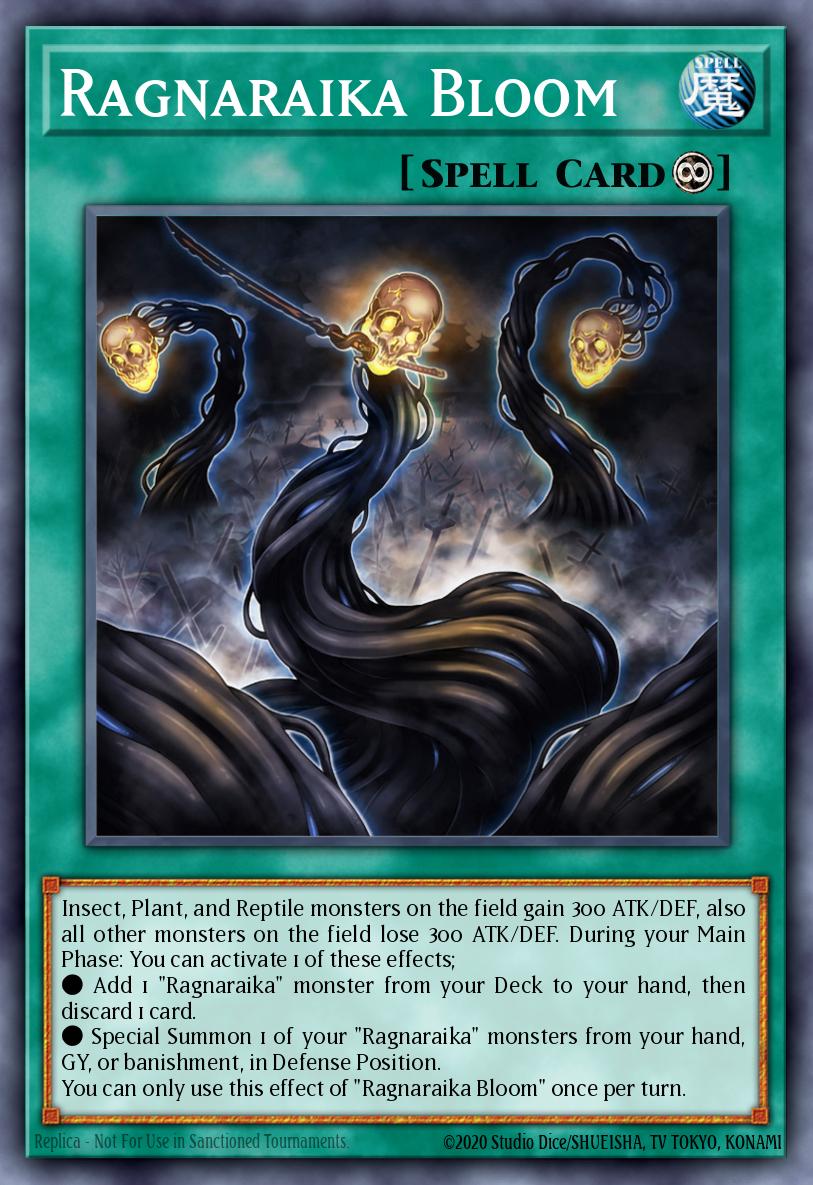 Ragnaraika Bloom
SPELL
魔
[Spell Card]
Insect, Plant, and Reptile monsters on the field gain 300 ATK/DEF, also
all other monsters on the field lose 300 ATK/DEF. During your Main
Phase: You can activate 1 of these effects;
● Add 1 "Ragnaraika" monster from your Deck to your hand, then
discard 1 card.
● Special Summon 1 of your "Ragnaraika" monsters from your hand,
GY, or banishment, in Defense Position.
You can only use this effect of "Ragnaraika Bloom" once per turn.
Replica - Not For Use in Sanctioned Tournaments.
©2020 Studio Dice/SHUEISHA, TV TOKYO, KONAMI